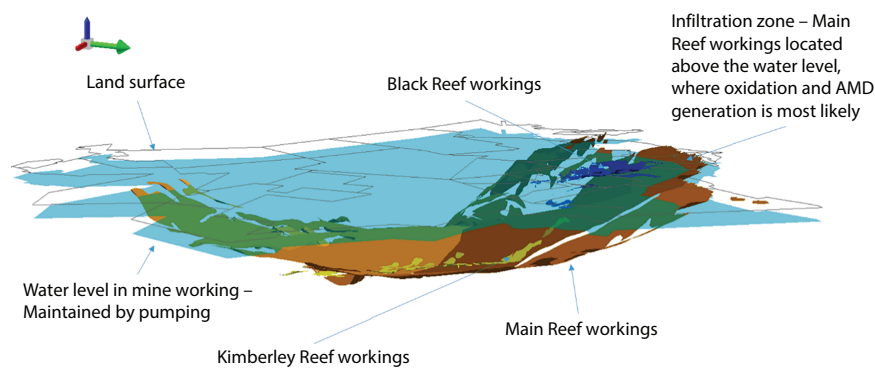 Infiltration zone – Main
Reef workings located
above the water level,
where oxidation and AMD
generation is most likely
Land surface
Black Reef workings
Water level in mine working –
Maintained by pumping
Main Reef workings
Kimberley Reef workings